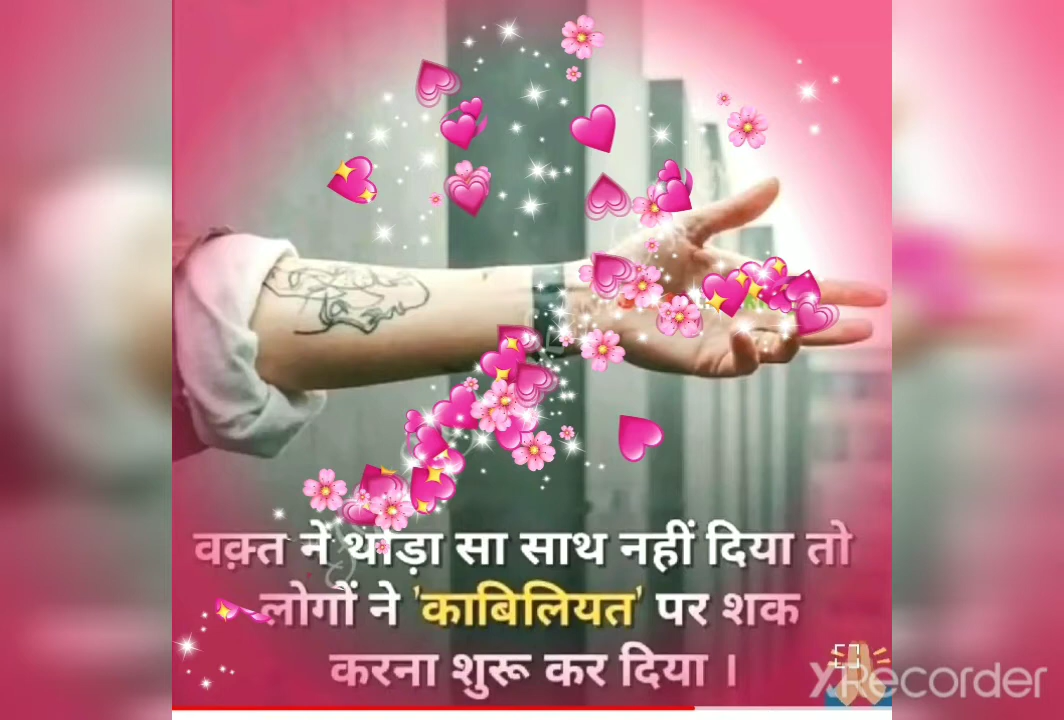 वक़्त ने थोड़ा सा साथ नहीं दिया तो
लोगों ने 'काबिलियत' पर शक
करना शुरू कर दिया ।
XRecorder